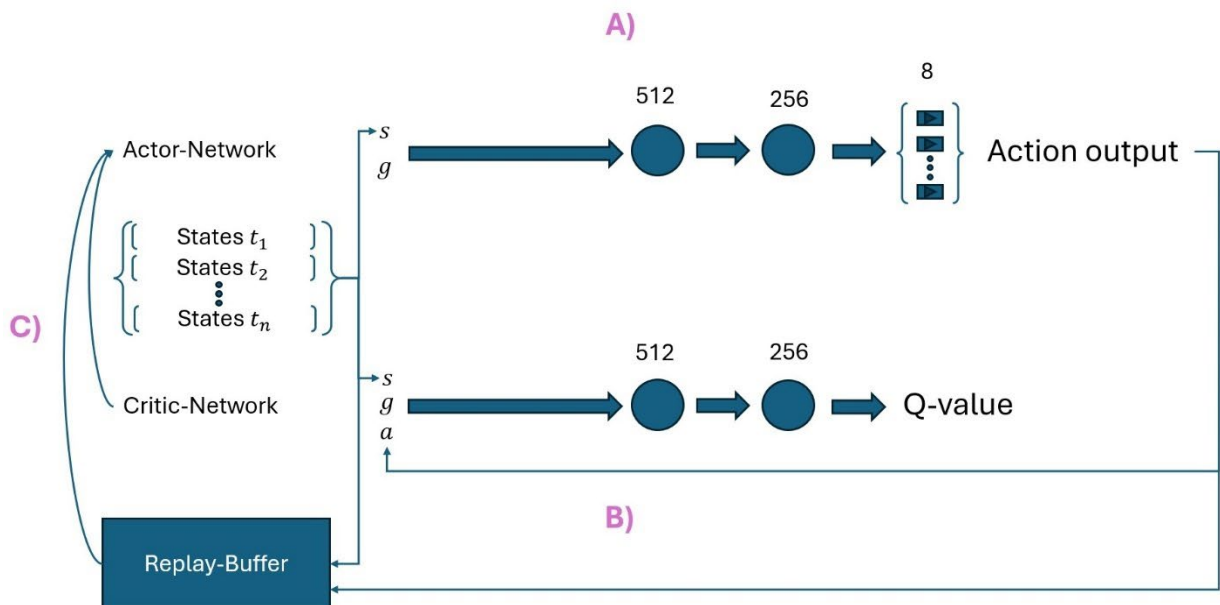 A)
8
512
256
Actor-Network
s
g
Action output
States t₁
States t₂
States tₙ
C)
512
256
Critic-Network
s
g
a
Q-value
B)
Replay-Buffer